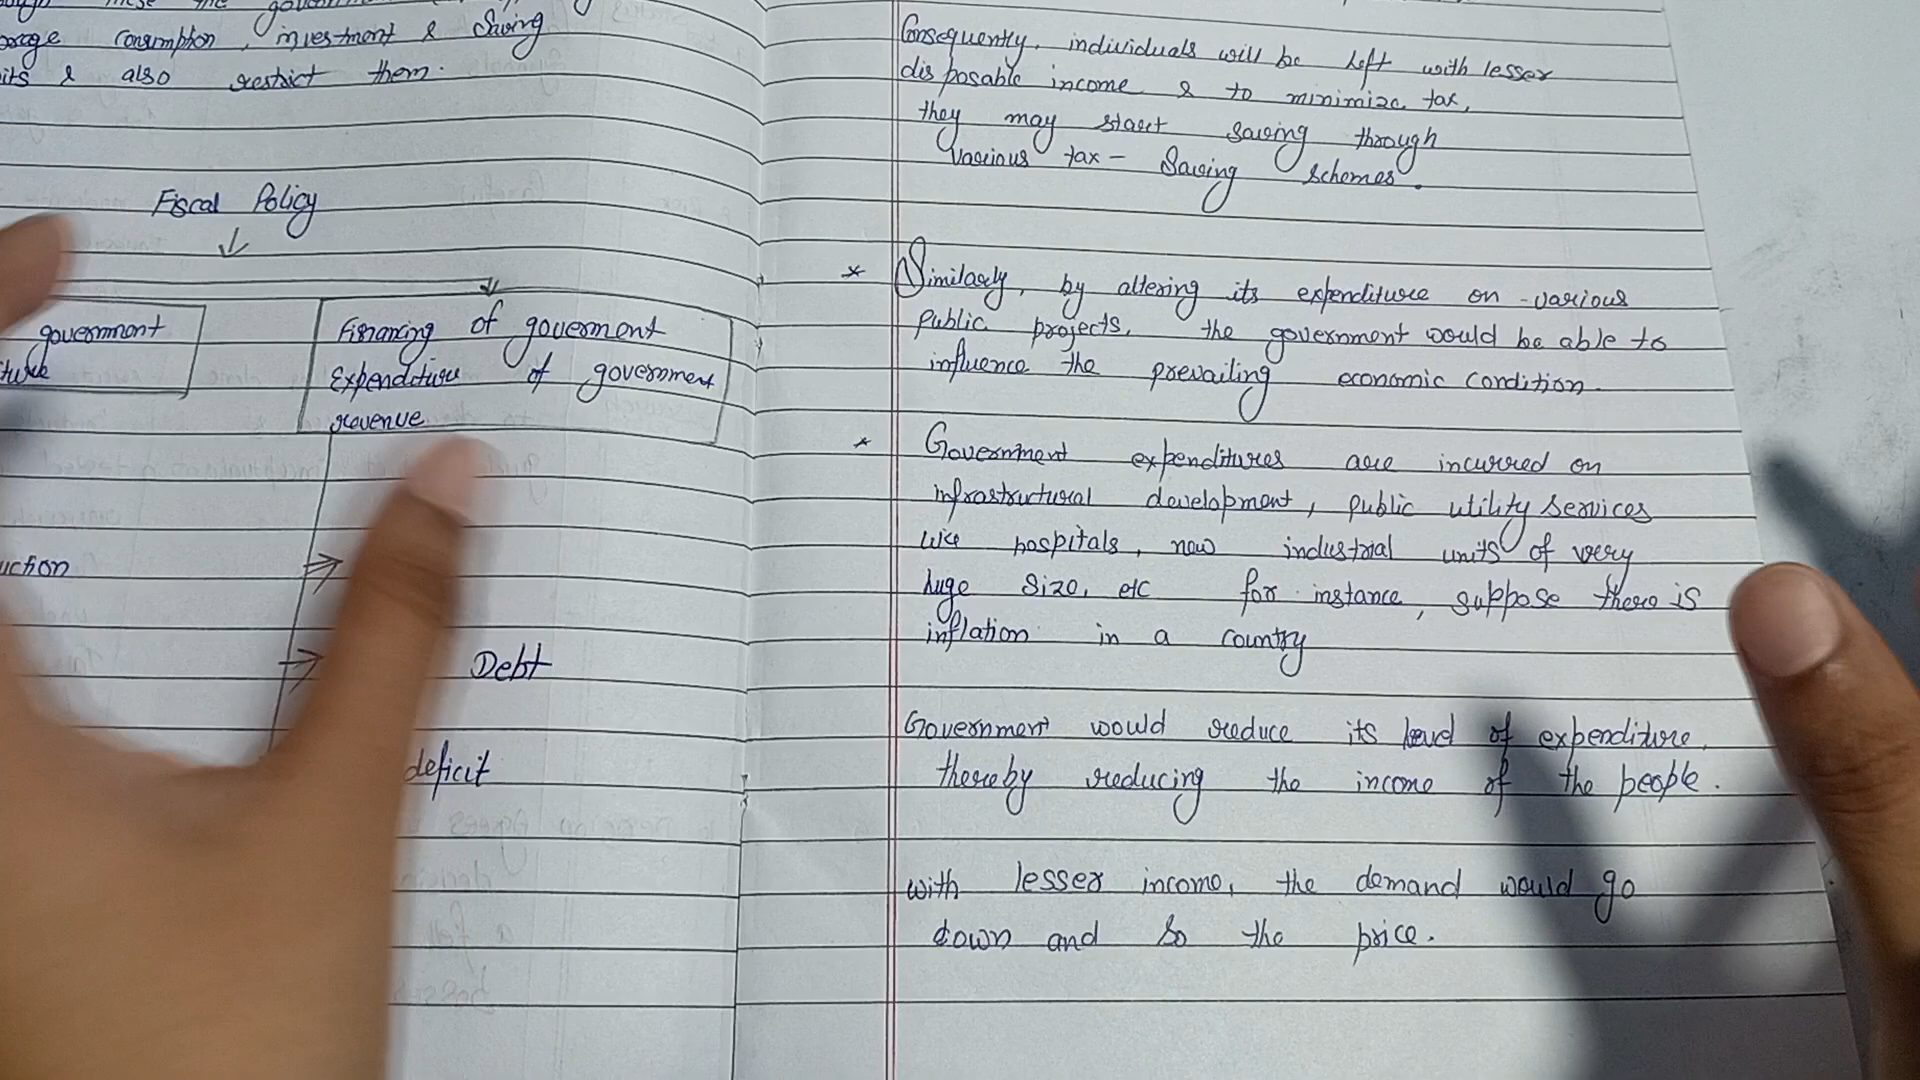 consumption, investment & Saving
& also restrict them.
Fiscal Policy
government
Financing of goverment
Expenditure of government
revenue
Debt
deficit
Consequently, individuals will be left with lesser
disposable income & to minimize tax,
they may start saving through
various tax - Saving schemes.
* Similarly, by altering its expenditure on various
public projects, the government would be able to
influence the prevailing economic condition.
* Government expenditures are incurred on
infrastructural development, public utility services
like hospitals, new industrial units of very
huge size, etc for instance, suppose there is
inflation in a country
Government would reduce its level of expenditure,
thereby reducing the income of the people.
with lesser income, the demand would go
down and so the price.